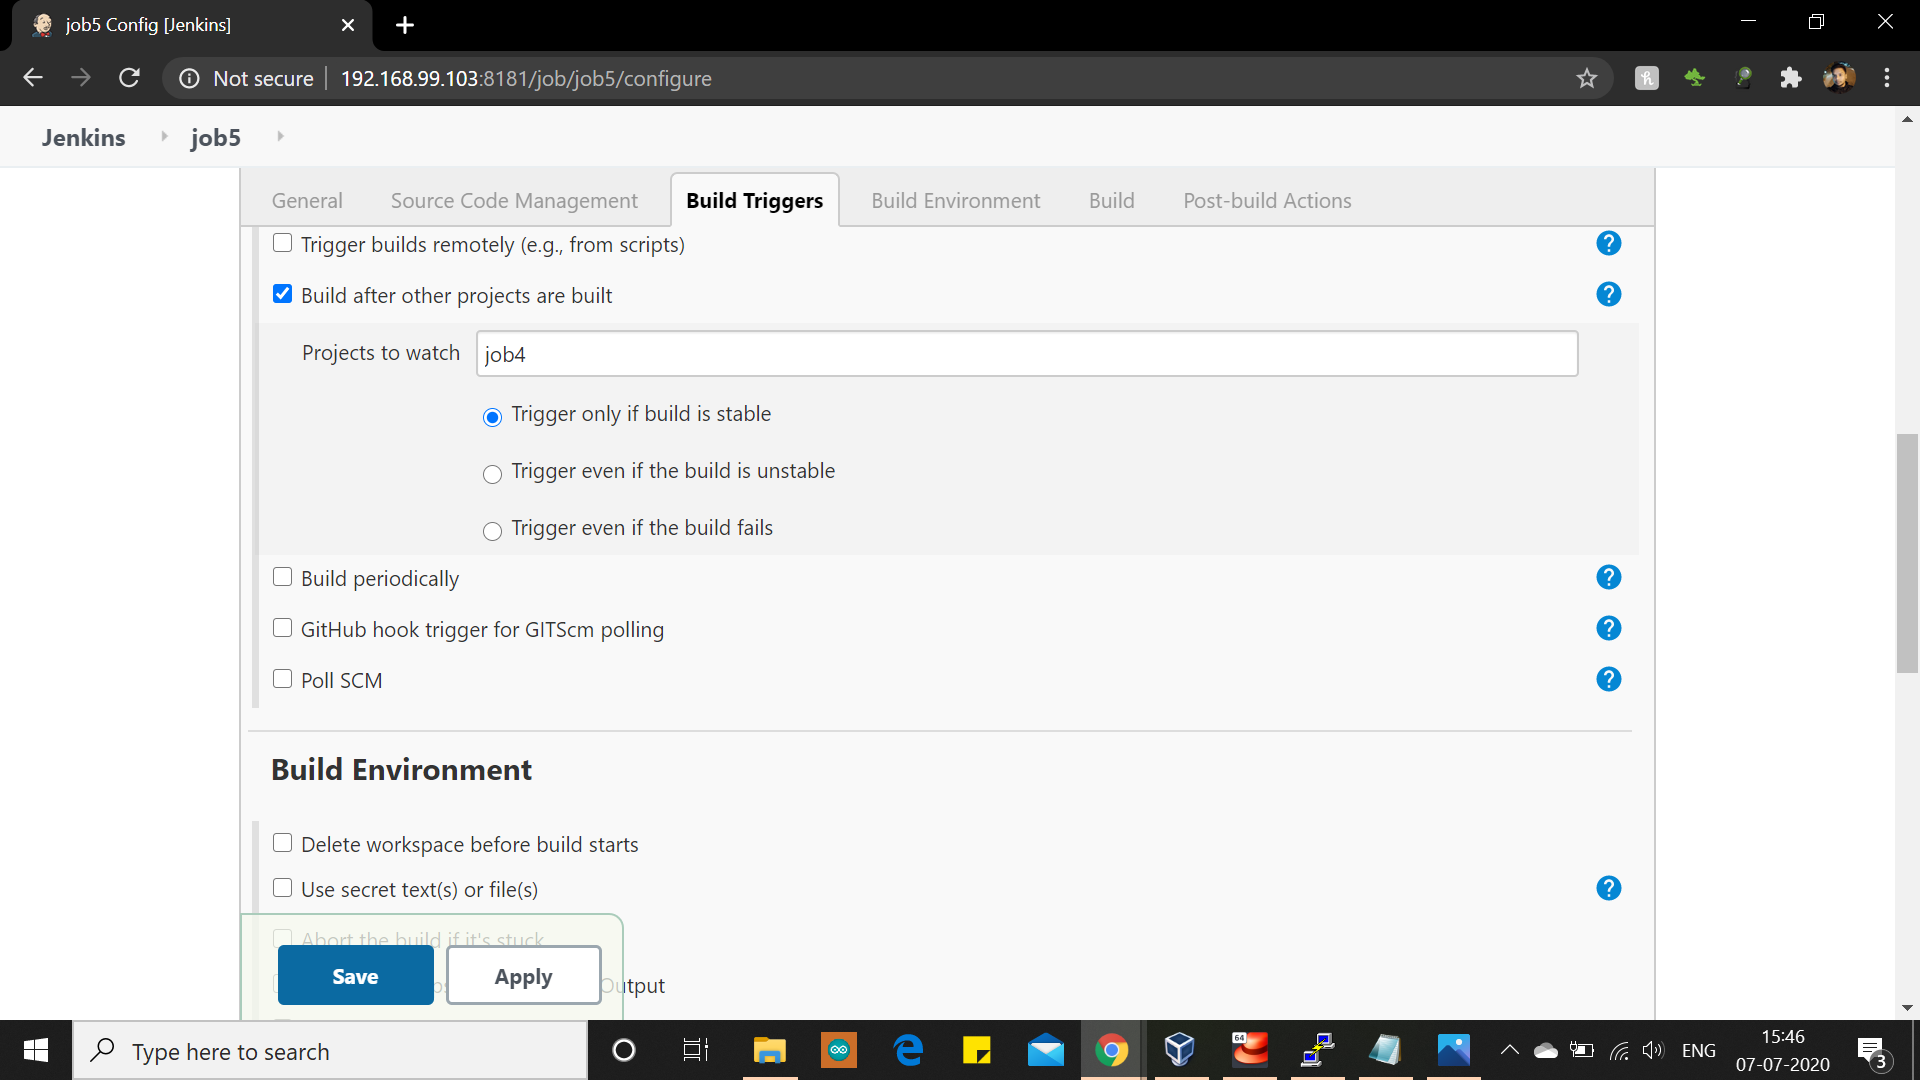 job5 Config [Jenkins]
Not secure
192.168.99.103:8181/job/job5/configure
Jenkins
job5
General
Source Code Management
Build Triggers
Build Environment
Build
Post-build Actions
Trigger builds remotely (e.g., from scripts)
?
Build after other projects are built
?
Projects to watch
job4
Trigger only if build is stable
Trigger even if the build is unstable
Trigger even if the build fails
Build periodically
?
GitHub hook trigger for GITScm polling
?
Poll SCM
?
Build Environment
Delete workspace before build starts
Use secret text(s) or file(s)
?
Abort the build if it's stuck
Save
Apply
Output
Type here to search
64
ENG
15:46
07-07-2020
3